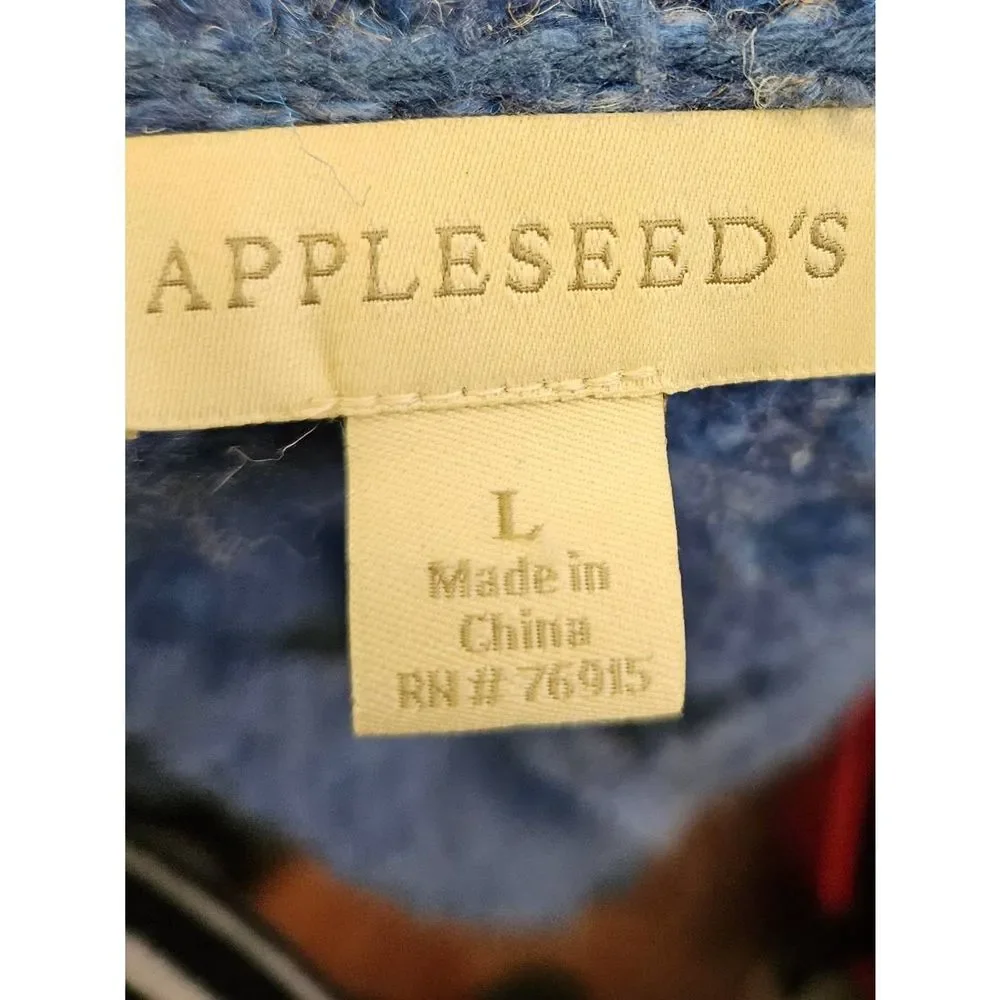 APPLESEED'S
L
Made in
China
RN # 76915